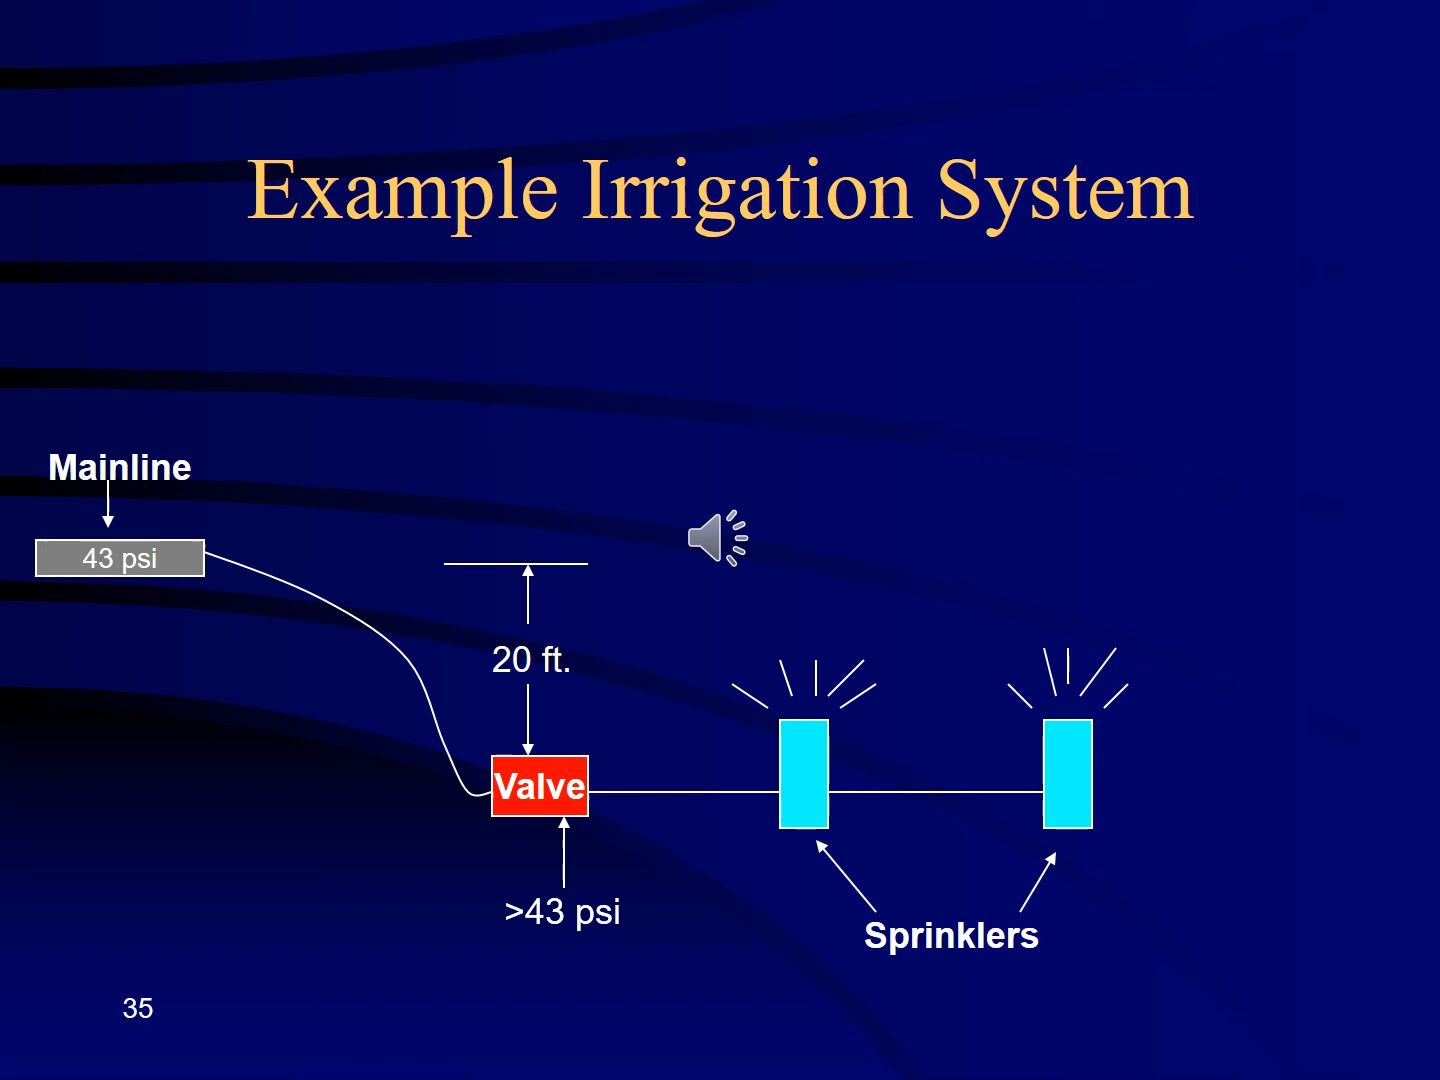 Example Irrigation System
Mainline
43 psi
20 ft.
Valve
>43 psi
Sprinklers
35